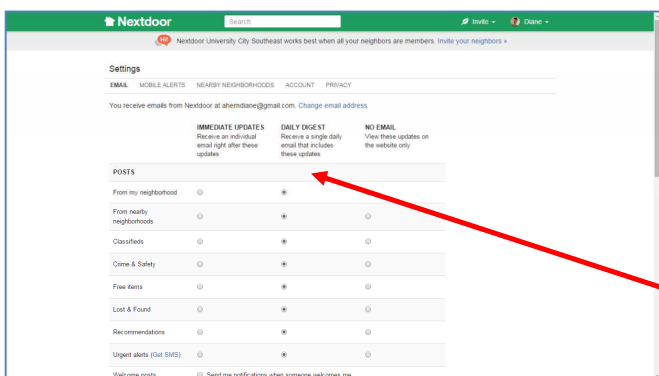 Nextdoor Search Invite Diane
Hi! Nextdoor University City Southeast works best when all your neighbors are members. Invite your neighbors »
Settings
EMAIL MOBILE ALERTS NEARBY NEIGHBORHOODS ACCOUNT PRIVACY
You receive emails from Nextdoor at aherndiane@gmail.com. Change email address
IMMEDIATE UPDATES DAILY DIGEST NO EMAIL
Receive an individual Receive a single daily View these updates on
email right after these email that includes the website only
updates these updates
POSTS
From my neighborhood
From nearby
neighborhoods
Classifieds
Crime & Safety
Free items
Lost & Found
Recommendations
Urgent alerts (Get SMS)
Welcome posts Send me notifications when someone welcomes me